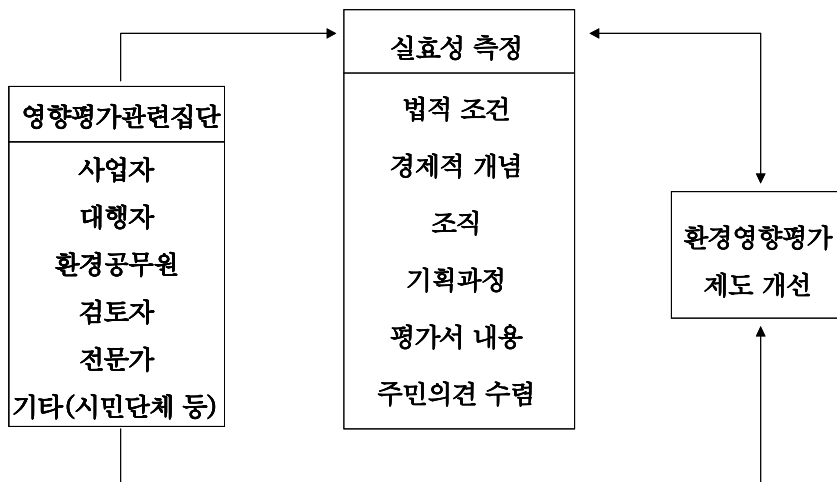 영향평가관련집단
사업자
대행자
환경공무원
검토자
전문가
기타(시민단체 등)
실효성 측정
법적 조건
경제적 개념
조직
기획과정
평가서 내용
주민의견 수렴
환경영향평가
제도 개선